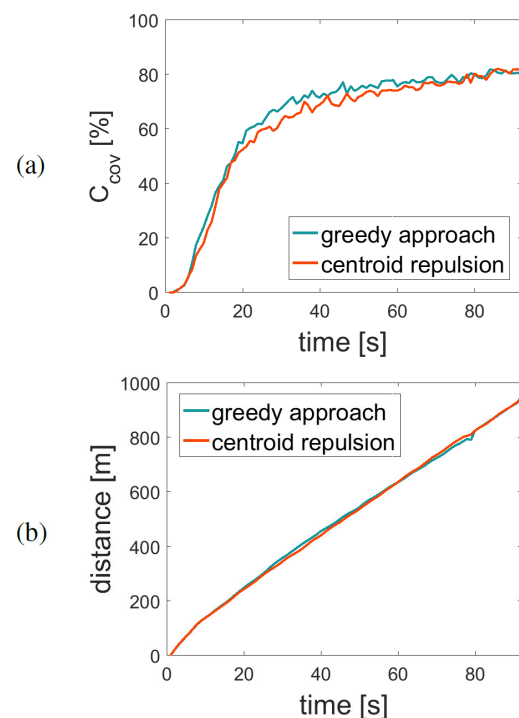 100
80
60
40
20
0
C_cov [%]
(a)
greedy approach
centroid repulsion
0 20 40 60 80
time [s]
1000
800
600
400
200
0
distance [m]
(b)
greedy approach
centroid repulsion
0 20 40 60 80
time [s]